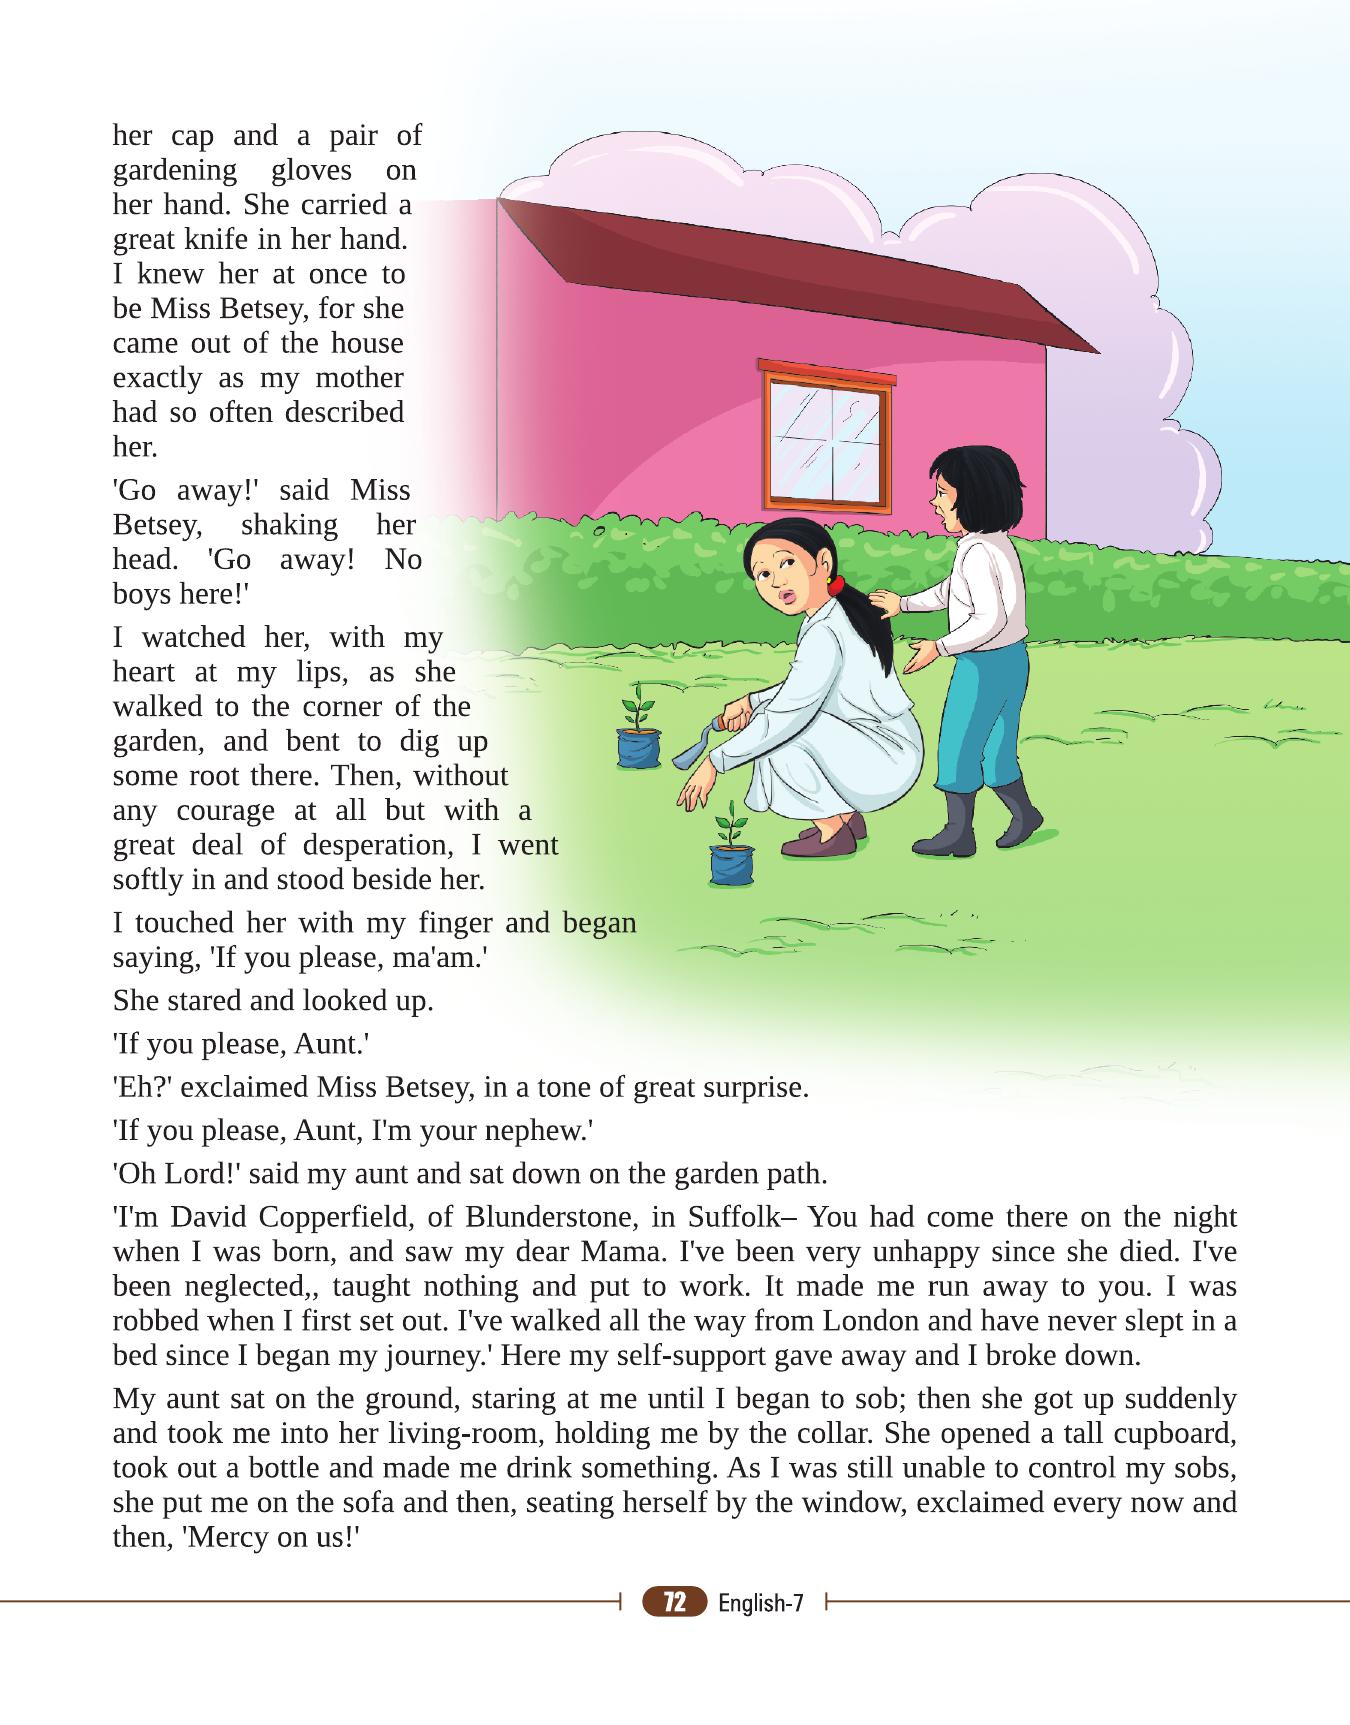 her cap and a pair of
gardening gloves on
her hand. She carried a
great knife in her hand.
I knew her at once to
be Miss Betsey, for she
came out of the house
exactly as my mother
had so often described
her.
'Go away!' said Miss
Betsey, shaking her
head. 'Go away! No
boys here!'
I watched her, with my
heart at my lips, as she
walked to the corner of the
garden, and bent to dig up
some root there. Then, without
any courage at all but with a
great deal of desperation, I went
softly in and stood beside her.
I touched her with my finger and began
saying, 'If you please, ma'am.'
She stared and looked up.
'If you please, Aunt.'
'Eh?' exclaimed Miss Betsey, in a tone of great surprise.
'If you please, Aunt, I'm your nephew.'
'Oh Lord!' said my aunt and sat down on the garden path.
'I'm David Copperfield, of Blunderstone, in Suffolk– You had come there on the night
when I was born, and saw my dear Mama. I've been very unhappy since she died. I've
been neglected,, taught nothing and put to work. It made me run away to you. I was
robbed when I first set out. I've walked all the way from London and have never slept in a
bed since I began my journey.' Here my self-support gave away and I broke down.
My aunt sat on the ground, staring at me until I began to sob; then she got up suddenly
and took me into her living-room, holding me by the collar. She opened a tall cupboard,
took out a bottle and made me drink something. As I was still unable to control my sobs,
she put me on the sofa and then, seating herself by the window, exclaimed every now and
then, 'Mercy on us!'
72 English-7